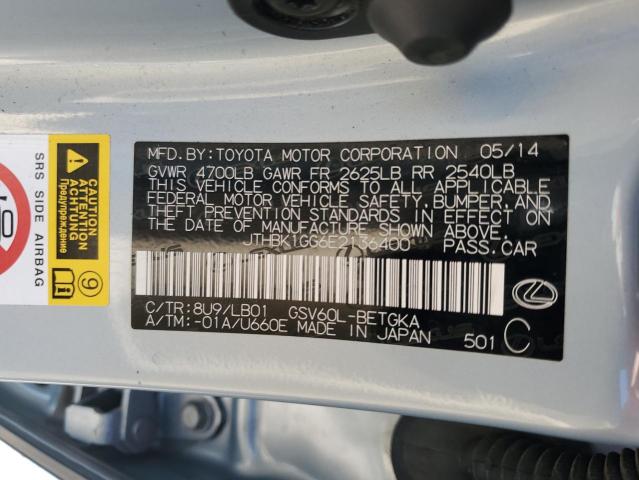 MFD.BY:TOYOTA MOTOR CORPORATION 05/14
GVWR 4700LB GAWR FR 2625LB RR 2540LB
THIS VEHICLE CONFORMS TO ALL APPLICABLE
FEDERAL MOTOR VEHICLE SAFETY,BUMPER,AND
THEFT PREVENTION STANDARDS IN EFFECT ON
THE DATE OF MANUFACTURE SHOWN ABOVE.
JTHBK1GG6E2136400 PASS.CAR
C/TR:8U9/LB01 GSV60L-BETGKA
A/TM:-01A/U660E MADE IN JAPAN 501 C
SRS SIDE AIRBAG
Предупреждение
ACHTUNG
CAUTION
9